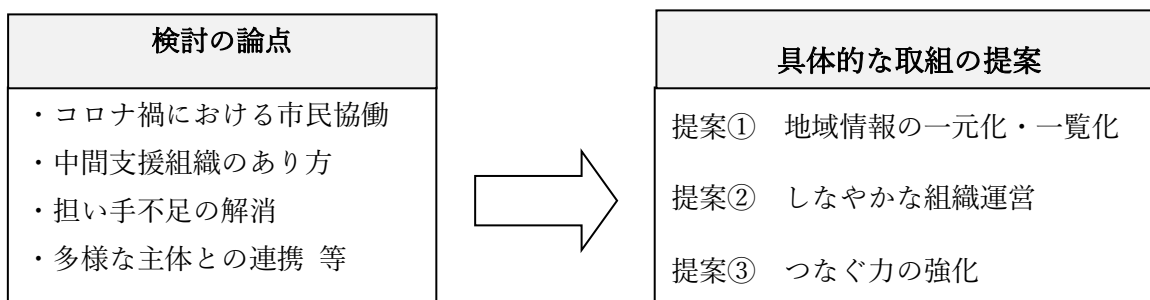 検討の論点
・コロナ禍における市民協働
・中間支援組織のあり方
・担い手不足の解消
・多様な主体との連携 等
具体的な取組の提案
提案① 地域情報の一元化・一覧化
提案② しなやかな組織運営
提案③ つなぐ力の強化